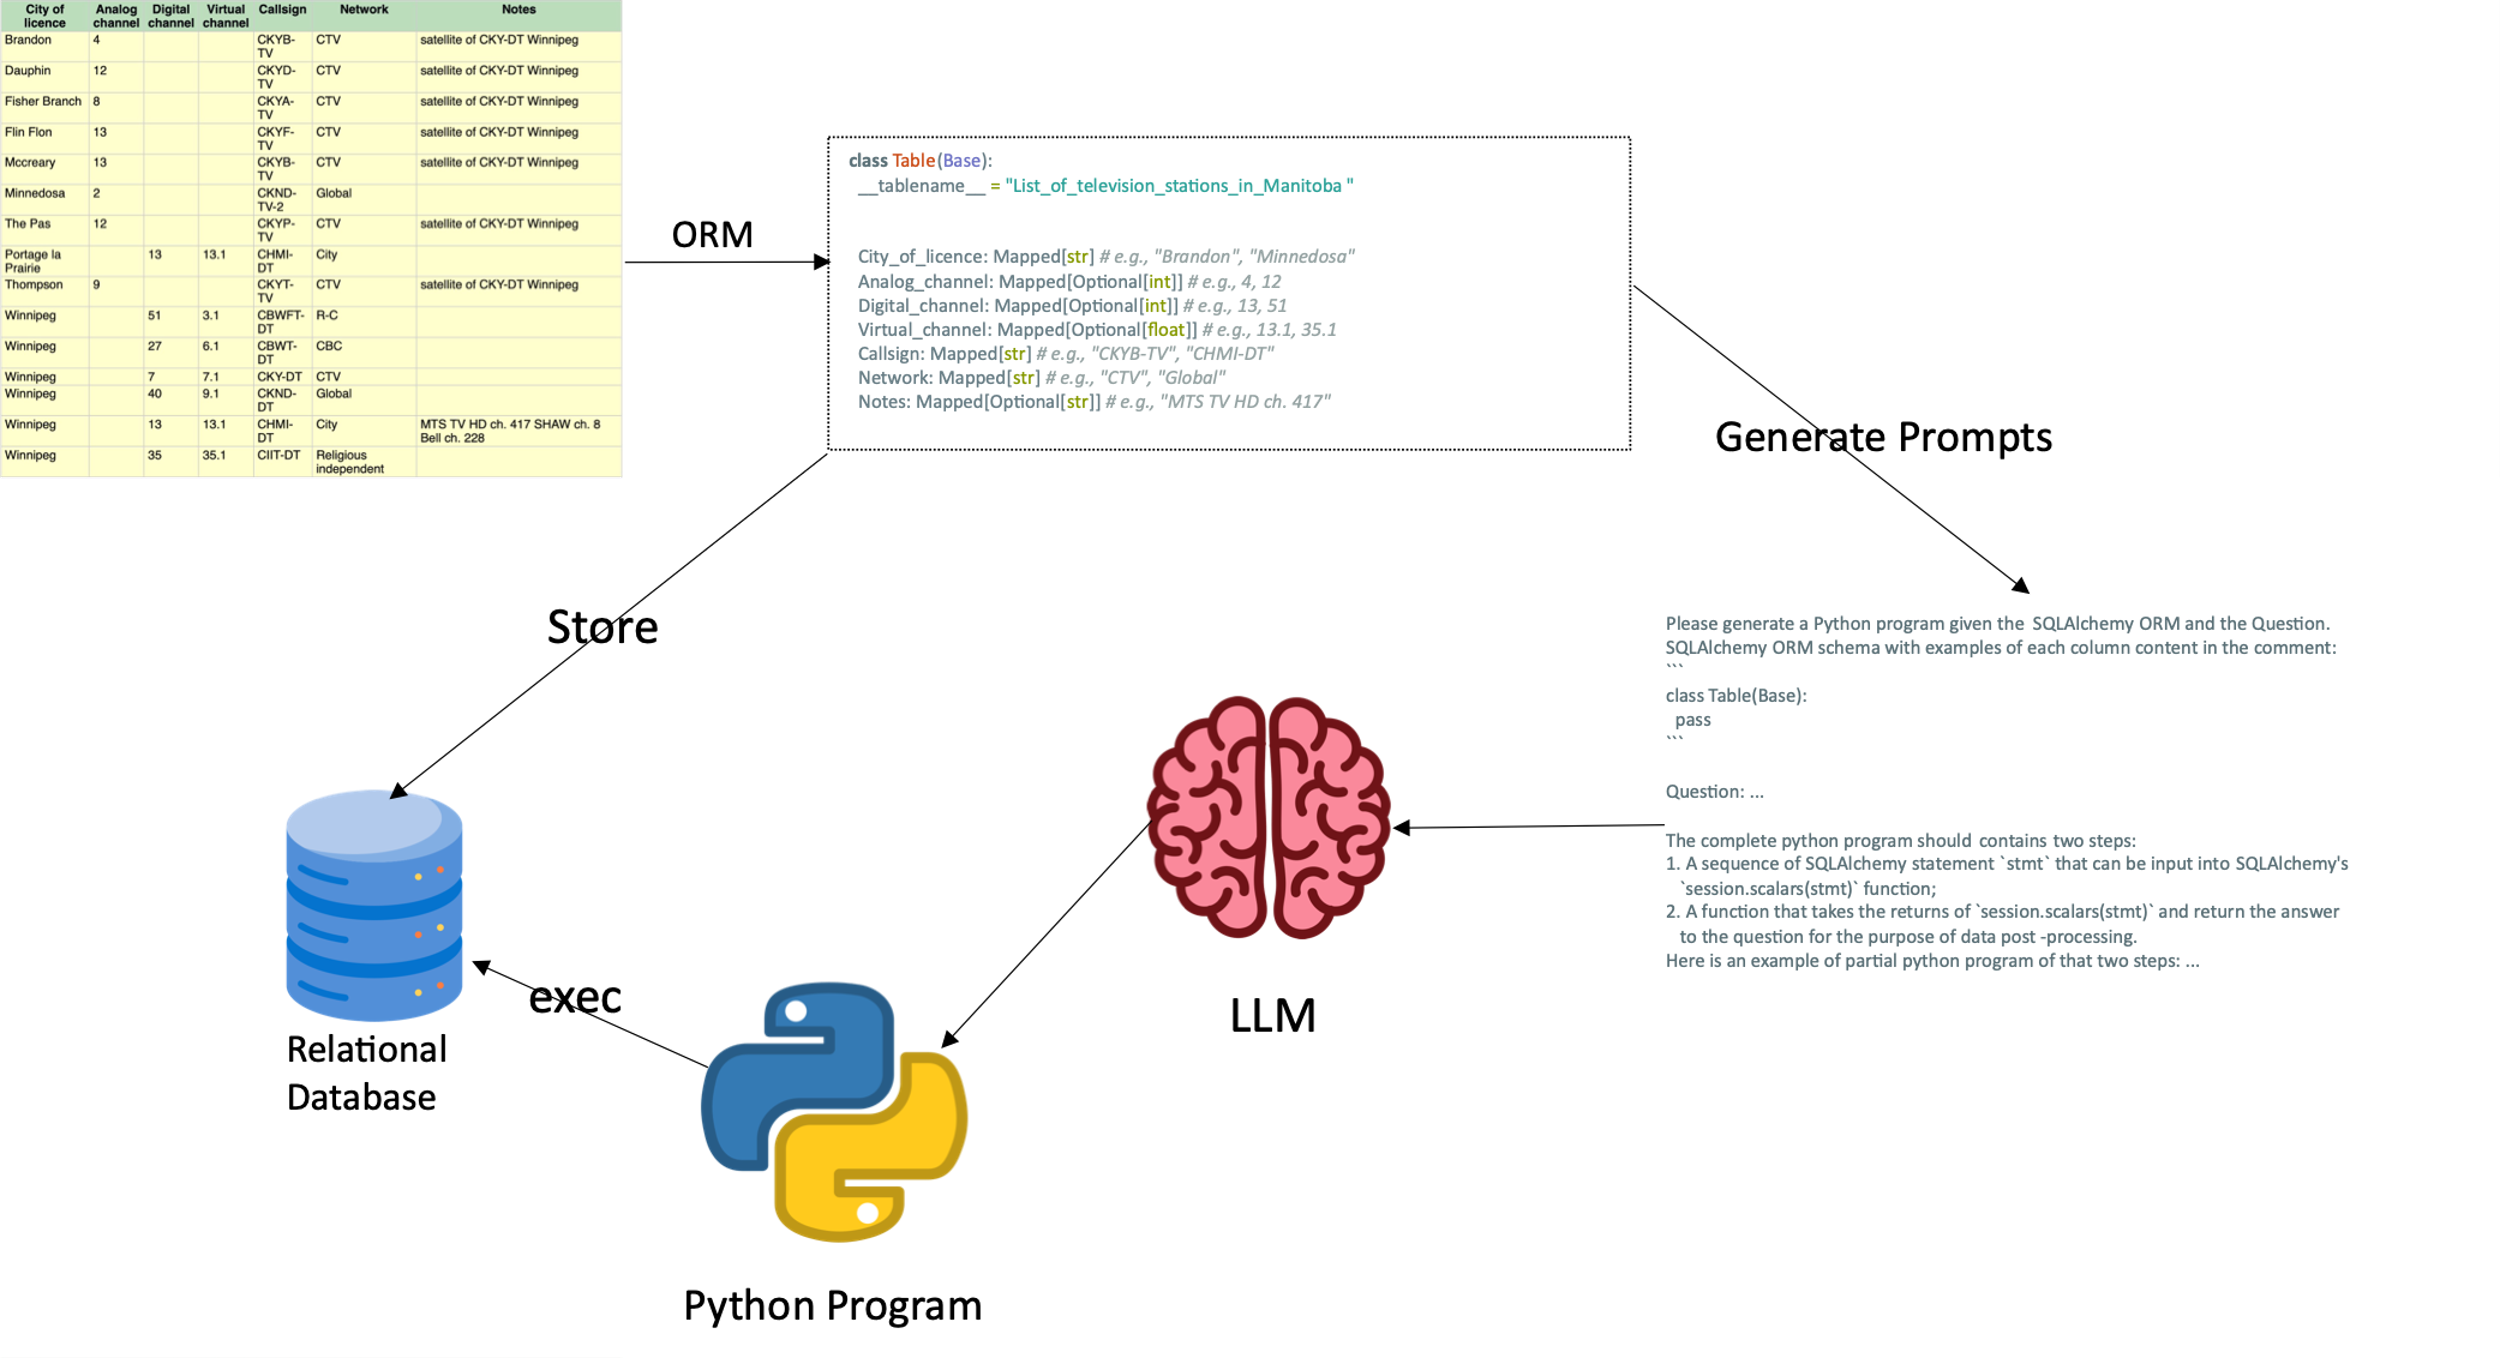 City of licence Analog channel Digital channel Virtual channel Callsign Network Notes
Brandon 4 CKYB-TV CTV satellite of CKY-DT Winnipeg
Dauphin 12 CKYD-TV CTV satellite of CKY-DT Winnipeg
Fisher Branch 8 CKYA-TV CTV satellite of CKY-DT Winnipeg
Flin Flon 13 CKYF-TV CTV satellite of CKY-DT Winnipeg
Mccreary 13 CKYB-TV CTV satellite of CKY-DT Winnipeg
Minnedosa 2 CKND-TV-2 Global
The Pas 12 CKYP-TV CTV satellite of CKY-DT Winnipeg
Portage la Prairie 13 13.1 CHMI-DT City
Thompson 9 CKYT-TV CTV satellite of CKY-DT Winnipeg
Winnipeg 51 3.1 CBWFT-DT R-C
Winnipeg 27 6.1 CBWT-DT CBC
Winnipeg 7 7.1 CKY-DT CTV
Winnipeg 40 9.1 CKND-DT Global
Winnipeg 13 13.1 CHMI-DT City MTS TV HD ch. 417 SHAW ch. 8 Bell ch. 228
Winnipeg 35 35.1 CIIT-DT Religious independent
ORM
class Table(Base):
__tablename__ = "List_of_television_stations_in_Manitoba "
City_of_licence: Mapped[str] # e.g., "Brandon", "Minnedosa"
Analog_channel: Mapped[Optional[int]] # e.g., 4, 12
Digital_channel: Mapped[Optional[int]] # e.g., 13, 51
Virtual_channel: Mapped[Optional[float]] # e.g., 13.1, 35.1
Callsign: Mapped[str] # e.g., "CKYB-TV", "CHMI-DT"
Network: Mapped[str] # e.g., "CTV", "Global"
Notes: Mapped[Optional[str]] # e.g., "MTS TV HD ch. 417"
Generate Prompts
Store
Please generate a Python program given the SQLAlchemy ORM and the Question.
SQLAlchemy ORM schema with examples of each column content in the comment:
```
class Table(Base):
pass
```
Question: ...
The complete python program should contains two steps:
1. A sequence of SQLAlchemy statement `stmt` that can be input into SQLAlchemy's
`session.scalars(stmt)` function;
2. A function that takes the returns of `session.scalars(stmt)` and return the answer
to the question for the purpose of data post -processing.
Here is an example of partial python program of that two steps: ...
LLM
exec
Relational
Database
Python Program